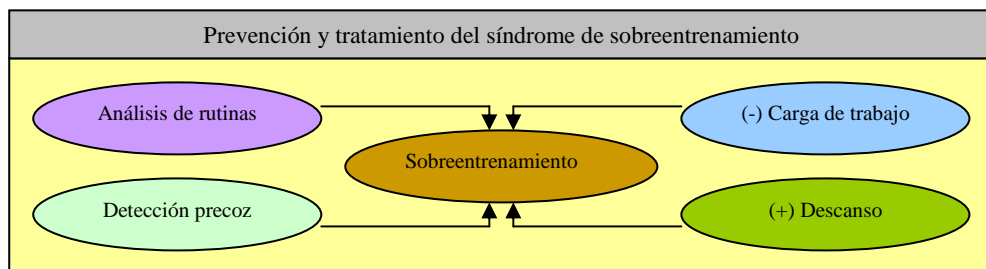 Prevención y tratamiento del síndrome de sobreentrenamiento
Análisis de rutinas
(-) Carga de trabajo
Sobreentrenamiento
Detección precoz
(+) Descanso